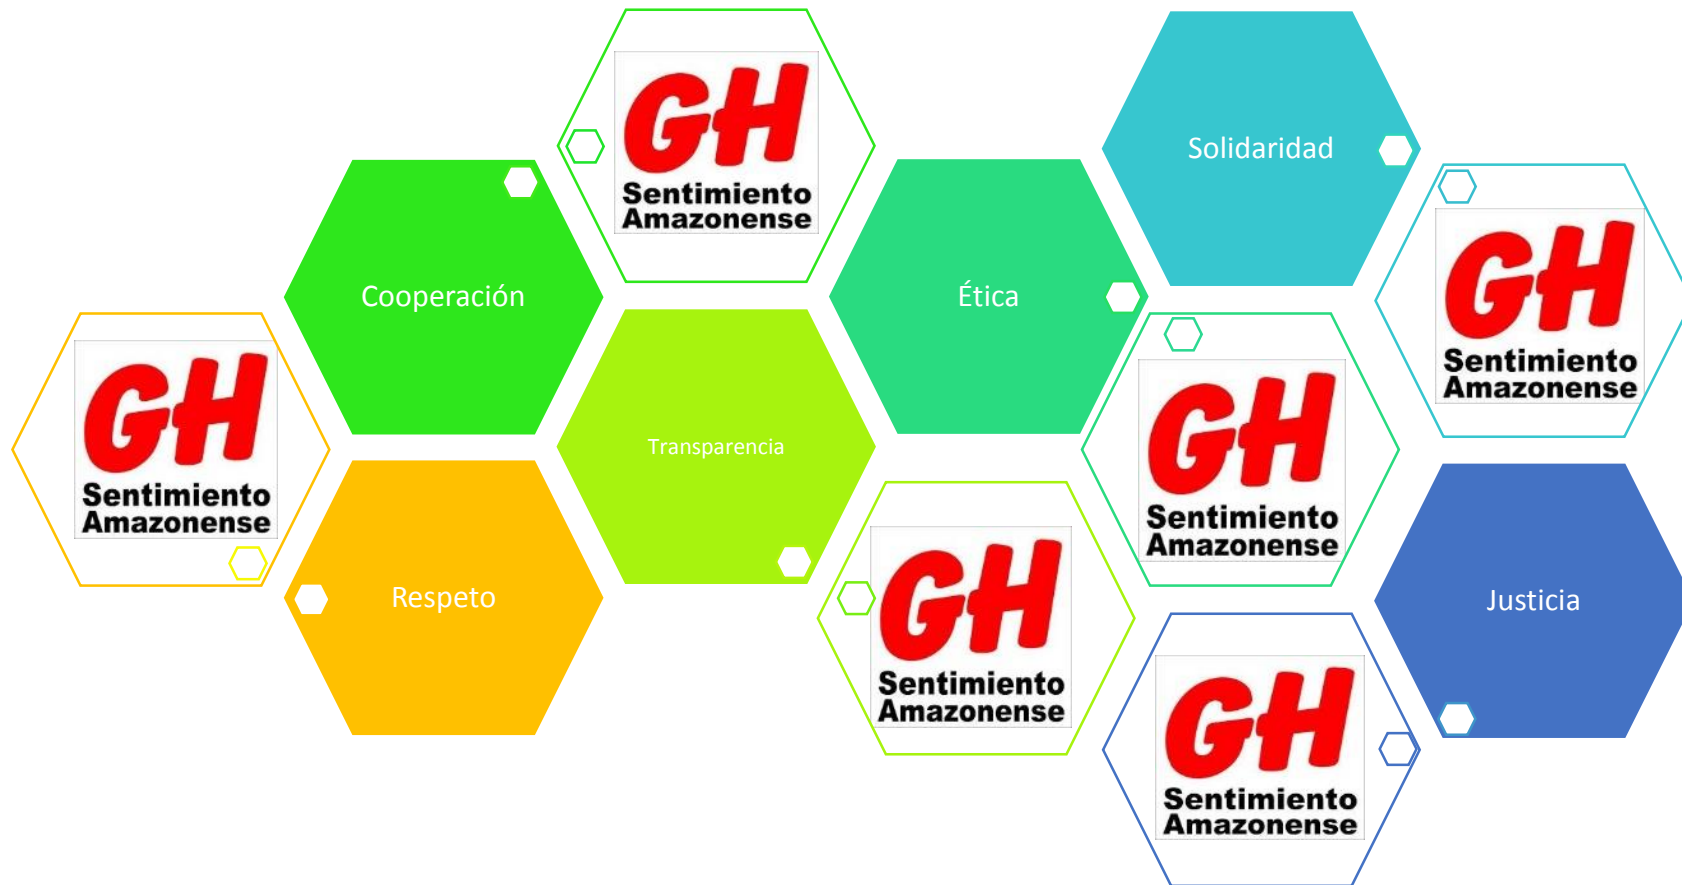 GH
Sentimiento
Amazonense
Solidaridad
Cooperación
Ética
GH
Sentimiento
Amazonense
GH
Sentimiento
Amazonense
Transparencia
GH
Sentimiento
Amazonense
Respeto
GH
Sentimiento
Amazonense
Justicia
GH
Sentimiento
Amazonense